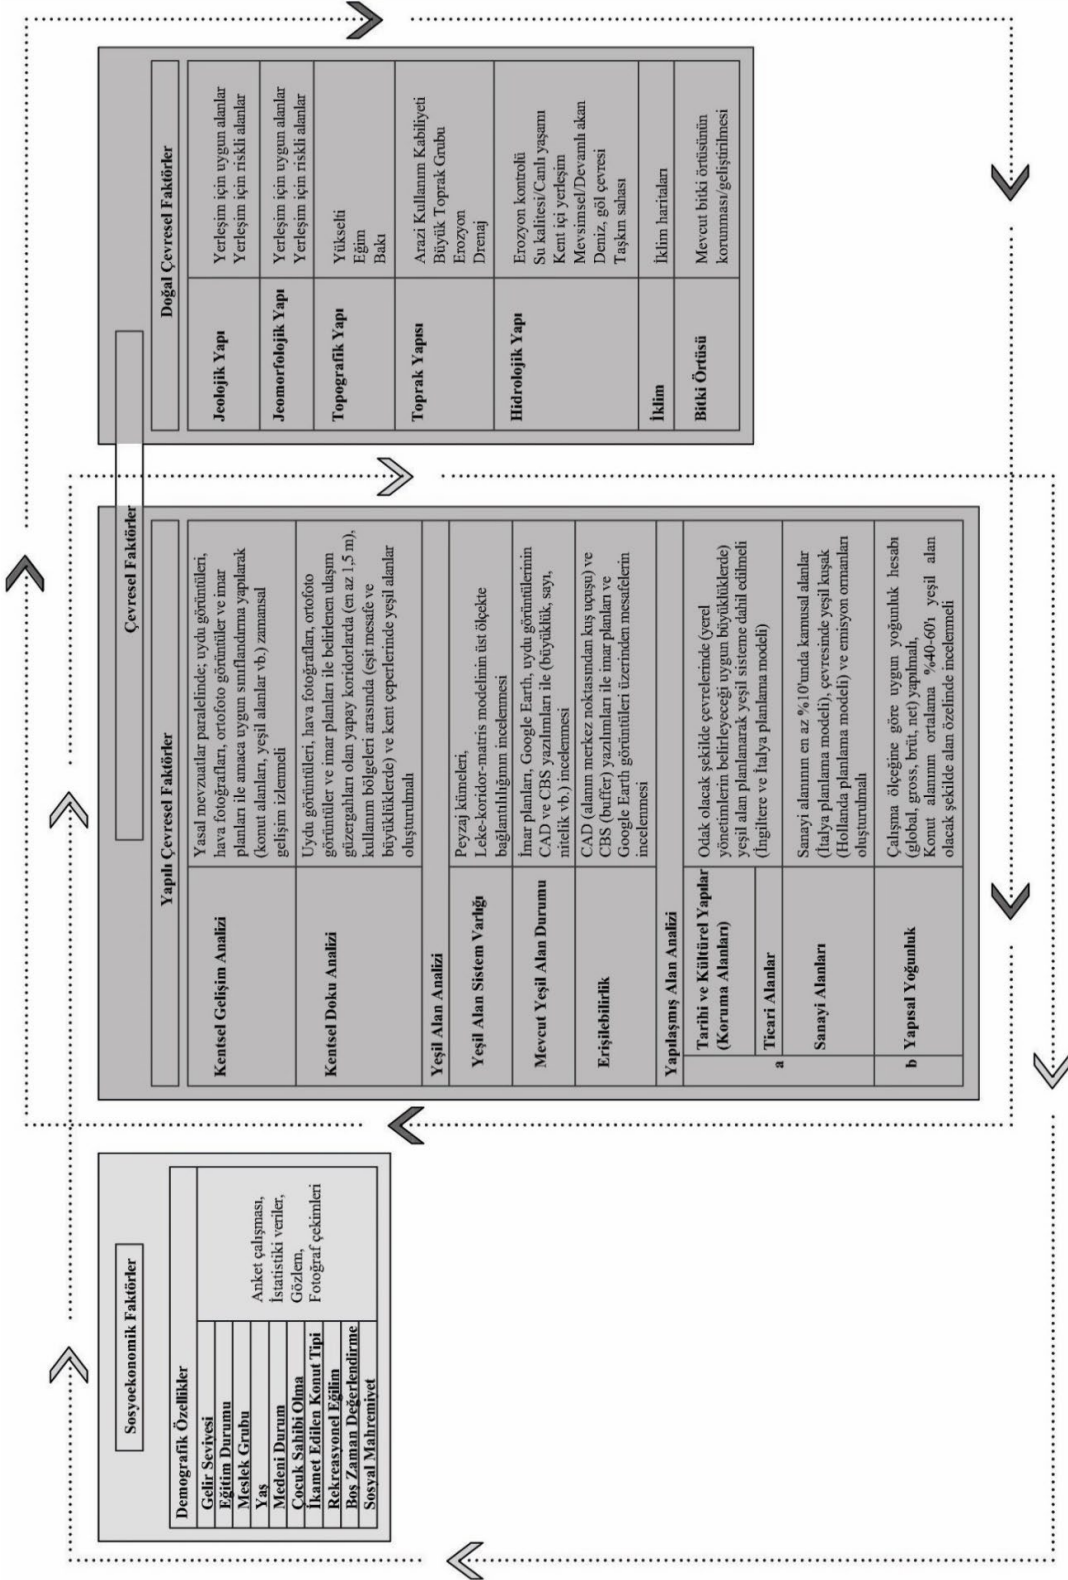 Sosyoekonomik Faktörler
Demografik Özellikler
Gelir Seviyesi
Eğitim Durumu
Meslek Grubu
Yaş
Medeni Durum
Çocuk Sahibi Olma
İkamet Edilen Konut Tipi
Rekreasyonel Eğilim
Boş Zaman Değerlendirme
Sosyal Mahremiyet
Anket çalışması,
İstatistiki veriler,
Gözlem,
Fotoğraf çekimleri
Çevresel Faktörler
Yapılı Çevresel Faktörler
Kentsel Gelişim Analizi
Yasal mevzuatlar paralelinde; uydu görüntüleri,
hava fotoğrafları, ortofoto görüntüler ve imar
planları ile amaca uygun sınıflandırma yapılarak
(konut alanları, yeşil alanlar vb.) zamansal
gelişim izlenmeli
Kentsel Doku Analizi
Uydu görüntüleri, hava fotoğrafları, ortofoto
görüntüler ve imar planları ile belirlenen ulaşım
güzergahları olan yapay koridorlarda (en az 1,5 m),
kullanım bölgeleri arasında (eşit mesafe ve
büyüklüklerde) ve kent çeperlerinde yeşil alanlar
oluşturulmalı
Yeşil Alan Analizi
Yeşil Alan Sistem Varlığı
Peyzaj kümeleri,
Leke-koridor-matris modelinin üst ölçekte
bağlantılılığının incelenmesi
Mevcut Yeşil Alan Durumu
İmar planları, Google Earth, uydu görüntülerinin
CAD ve CBS yazılımları ile (büyüklük, sayı,
nitelik vb.) incelenmesi
Erişilebilirlik
CAD (alanın merkez noktasından kuş uçuşu) ve
CBS (buffer) yazılımları ile imar planları ve
Google Earth görüntüleri üzerinden mesafelerin
incelenmesi
Yapılaşmış Alan Analizi
a
Tarihi ve Kültürel Yapılar
(Koruma Alanları)
Ticari Alanlar
Odak olacak şekilde çevrelerinde (yerel
yönetimlerin belirleyeceği uygun büyüklüklerde)
yeşil alan planlanarak yeşil sisteme dahil edilmeli
(İngiltere ve İtalya planlama modeli)
Sanayi Alanları
Sanayi alanının en az %10'unda kamusal alanlar
(İtalya planlama modeli), çevresinde yeşil kuşak
(Hollanda planlama modeli) ve emisyon ormanları
oluşturulmalı
b Yapısal Yoğunluk
Çalışma ölçeğine göre uygun yoğunluk hesabı
(global, gross, brüt, net) yapılmalı,
Konut alanının ortalama %40-60'ı yeşil alan
olacak şekilde alan özelinde incelenmeli
Doğal Çevresel Faktörler
Jeolojik Yapı
Yerleşim için uygun alanlar
Yerleşim için riskli alanlar
Jeomorfolojik Yapı
Yerleşim için uygun alanlar
Yerleşim için riskli alanlar
Topografik Yapı
Yükselti
Eğim
Bakı
Toprak Yapısı
Arazi Kullanım Kabiliyeti
Büyük Toprak Grubu
Erozyon
Drenaj
Hidrolojik Yapı
Erozyon kontrolü
Su kalitesi/Canlı yaşamı
Kent içi yerleşim
Mevsimsel/Devamlı akan
Deniz, göl çevresi
Taşkın sahası
İklim
İklim haritaları
Bitki Örtüsü
Mevcut bitki örtüsünün
korunması/geliştirilmesi